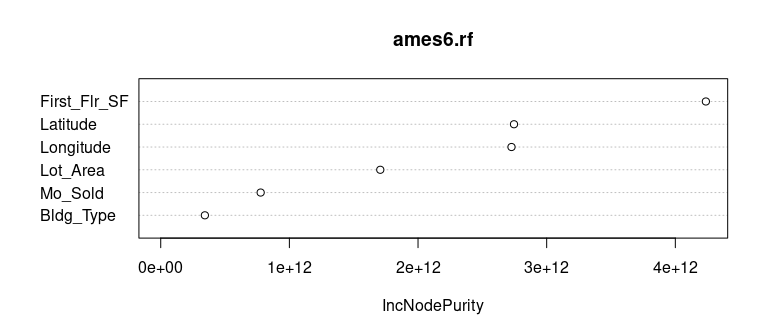 ames6.rf
First_Flr_SF
Latitude
Longitude
Lot_Area
Mo_Sold
Bldg_Type
0e+00 1e+12 2e+12 3e+12 4e+12
IncNodePurity